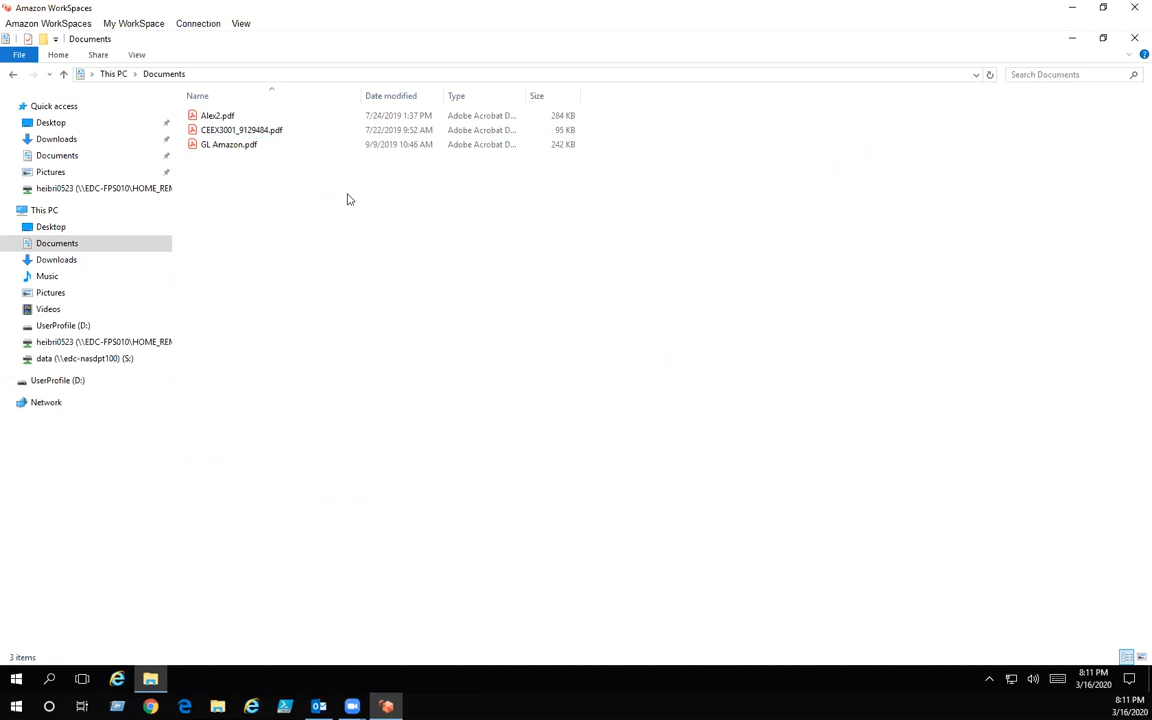 Amazon WorkSpaces
Amazon WorkSpaces My WorkSpace Connection View
Documents
File Home Share View
This PC Documents Search Documents
Name Date modified Type Size
Quick access
Desktop
Downloads
Documents
Pictures
heibri0523 (\\EDC-FPS010\HOME_REM
This PC
Desktop
Documents
Downloads
Music
Pictures
Videos
UserProfile (D:)
heibri0523 (\\EDC-FPS010\HOME_REM
data (\\edc-nasdpt100) (S:)
UserProfile (D:)
Network
Alex2.pdf 7/24/2019 1:37 PM Adobe Acrobat D... 284 KB
CEEX3001_9129484.pdf 7/22/2019 9:52 AM Adobe Acrobat D... 95 KB
GL Amazon.pdf 9/9/2019 10:46 AM Adobe Acrobat D... 242 KB
3 items
8:11 PM
3/16/2020
8:11 PM
3/16/2020